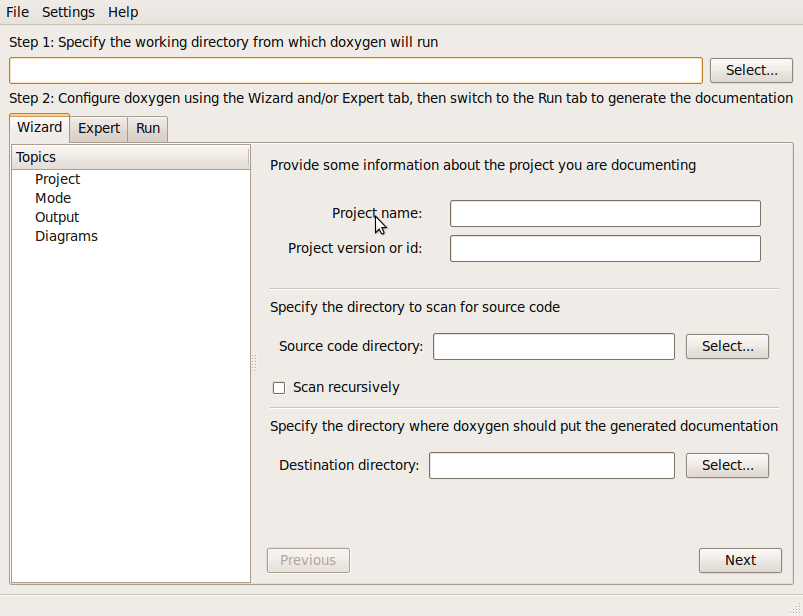 File Settings Help
Step 1: Specify the working directory from which doxygen will run
Select...
Step 2: Configure doxygen using the Wizard and/or Expert tab, then switch to the Run tab to generate the documentation
Wizard Expert Run
Topics
Project
Mode
Output
Diagrams
Provide some information about the project you are documenting
Project name:
Project version or id:
Specify the directory to scan for source code
Source code directory: Select...
Scan recursively
Specify the directory where doxygen should put the generated documentation
Destination directory: Select...
Previous Next